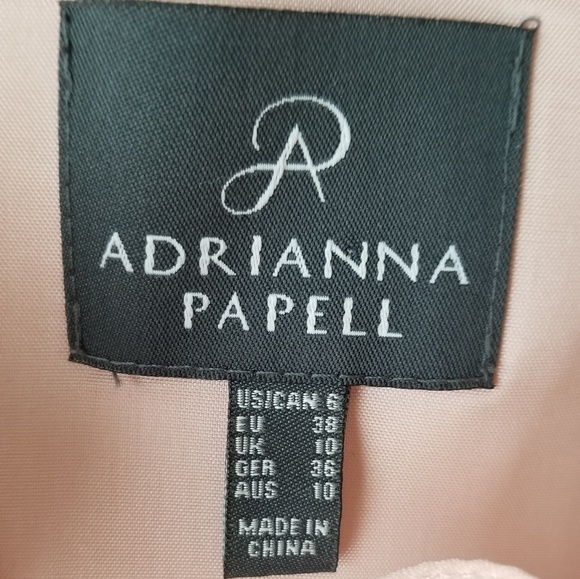 ADRIANNA
PAPELL
US/CAN 6
EU 38
UK 10
GER 36
AUS 10
MADE IN
CHINA